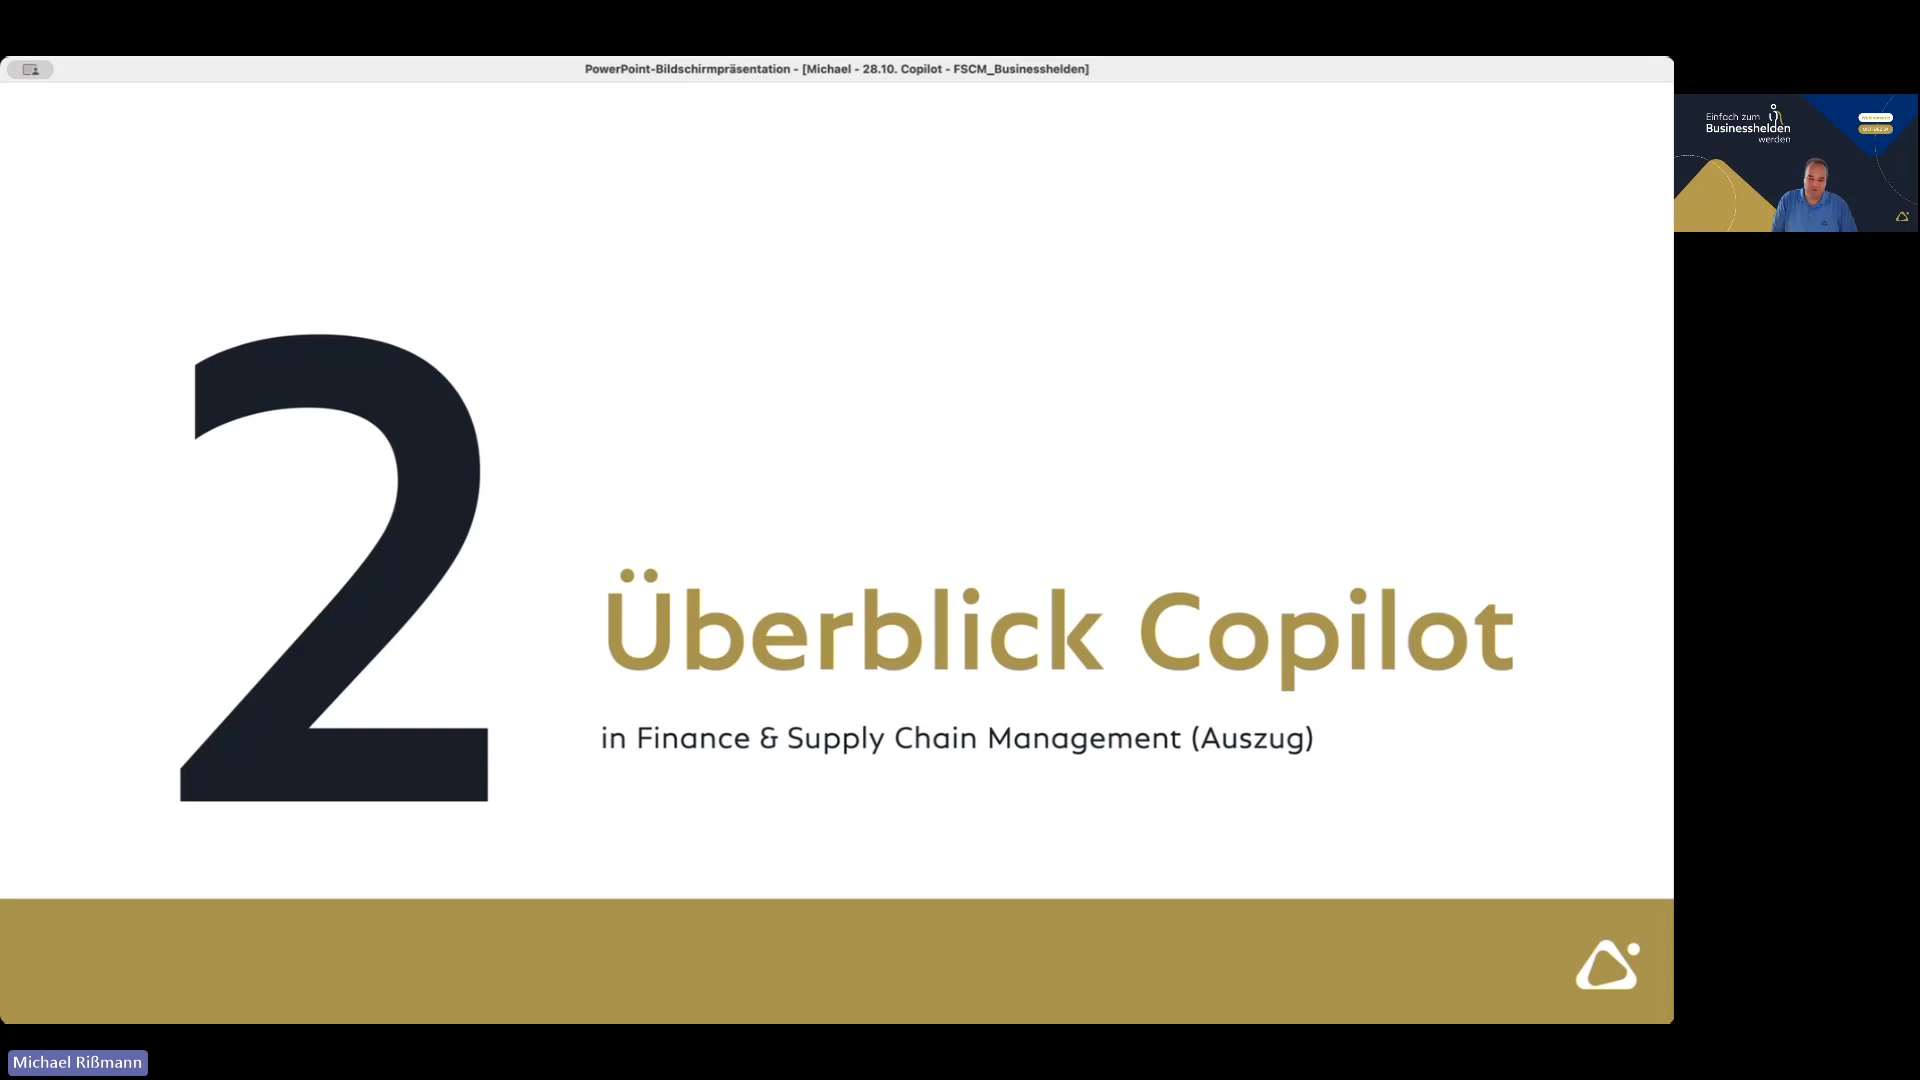 PowerPoint-Bildschirmpräsentation - [Michael - 28.10. Copilot - FSCM_Businesshelden]
Einfach zum
Businesshelden
werden
2
Überblick Copilot
in Finance & Supply Chain Management (Auszug)
Michael Rißmann